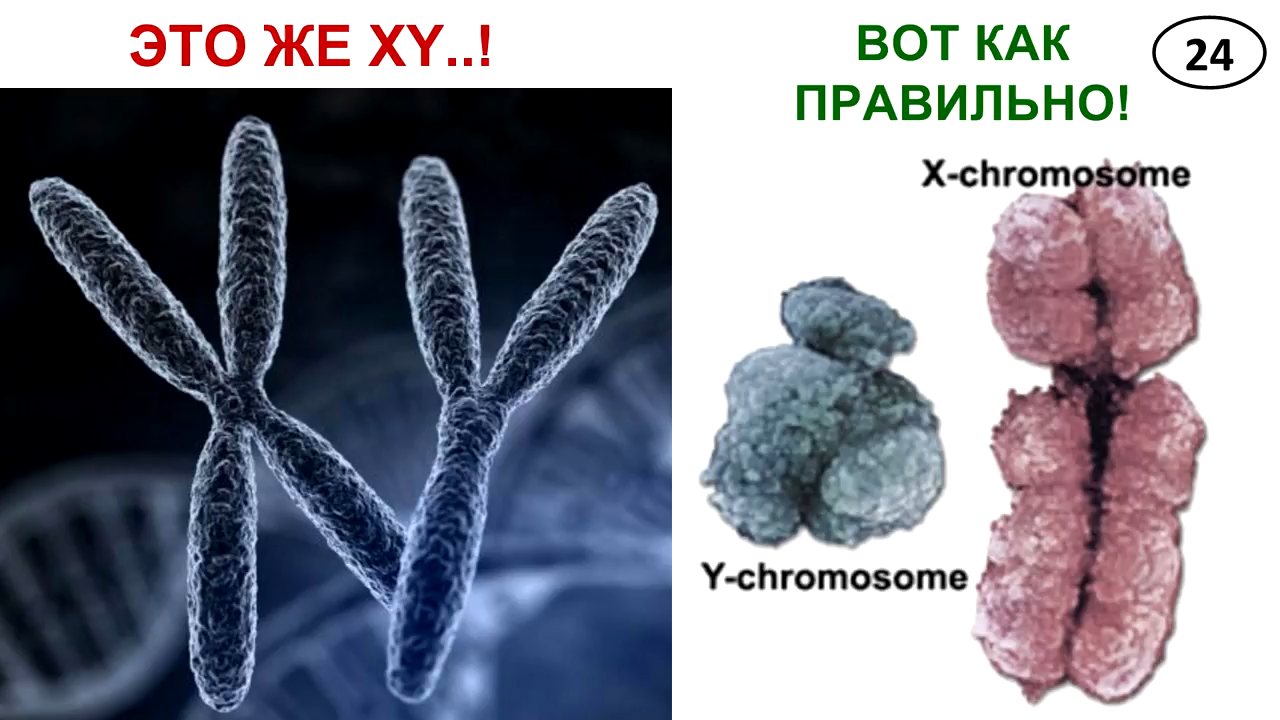 ЭТО ЖЕ XY..!
ВОТ КАК
ПРАВИЛЬНО!
24
X-chromosome
Y-chromosome